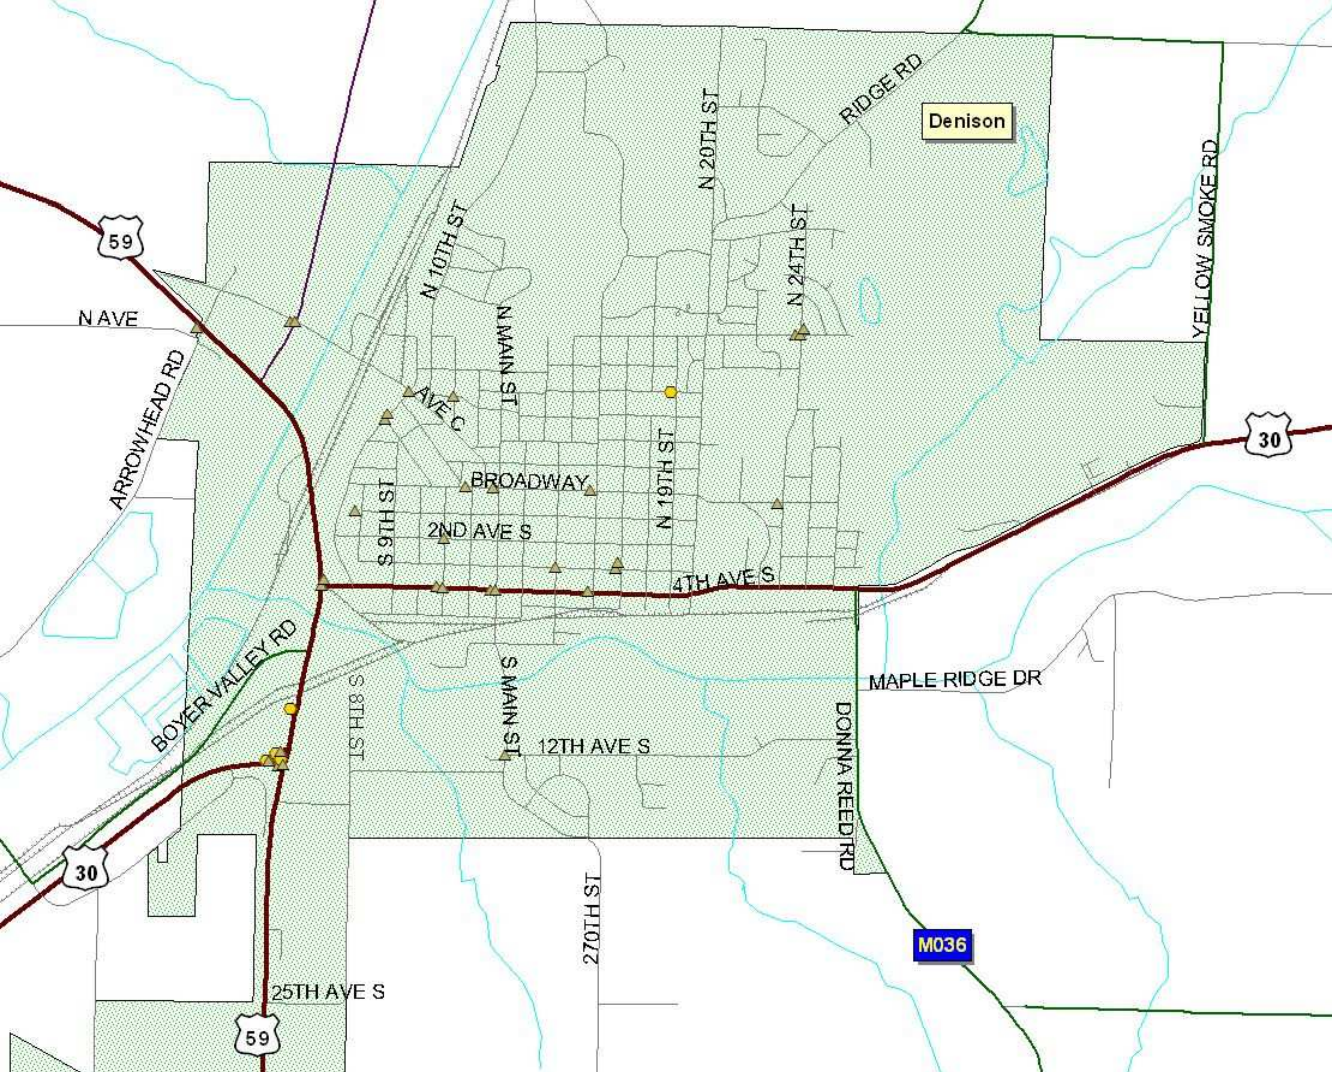 Denison
RIDGE RD
N 20TH ST
YELLOW SMOKE RD
59
N 10TH ST
N 24TH ST
N AVE
N MAIN ST
ARROWHEAD RD
AVE C
30
N 19TH ST
BROADWAY
S 9TH ST
2ND AVE S
4TH AVE S
BOYER VALLEY RD
S 8TH ST
S MAIN ST
MAPLE RIDGE DR
12TH AVE S
DONNA REED RD
30
270TH ST
M036
25TH AVE S
59